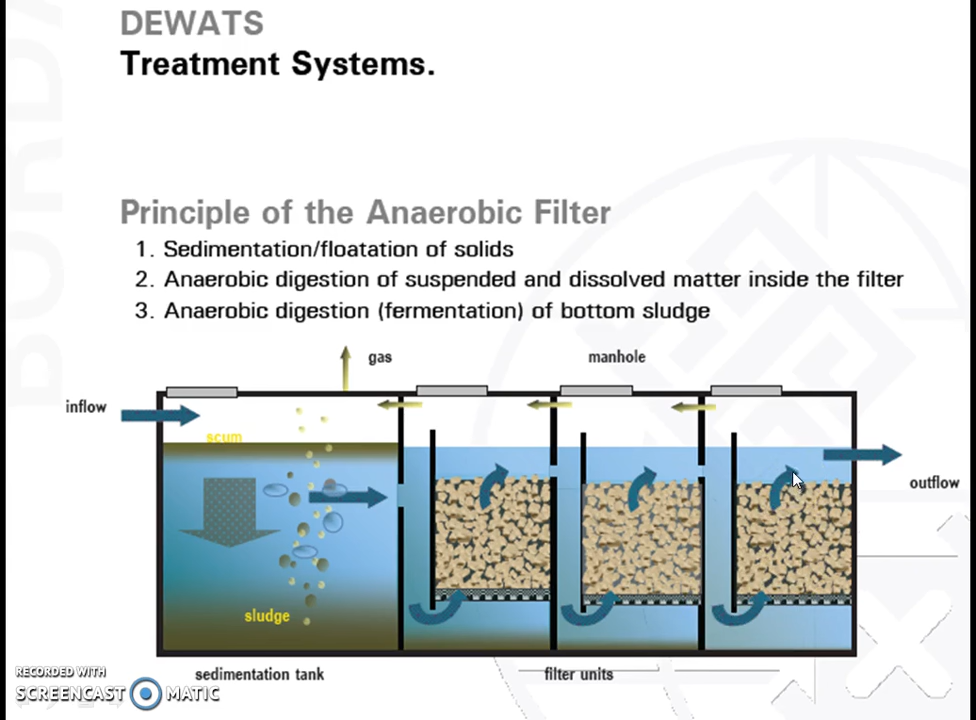 DEWATS
Treatment Systems.
Principle of the Anaerobic Filter
1. Sedimentation/floatation of solids
2. Anaerobic digestion of suspended and dissolved matter inside the filter
3. Anaerobic digestion (fermentation) of bottom sludge
gas
manhole
inflow
scum
outflow
sludge
sedimentation tank
filter units
RECORDED WITH
SCREENCAST MATIC
BORDA